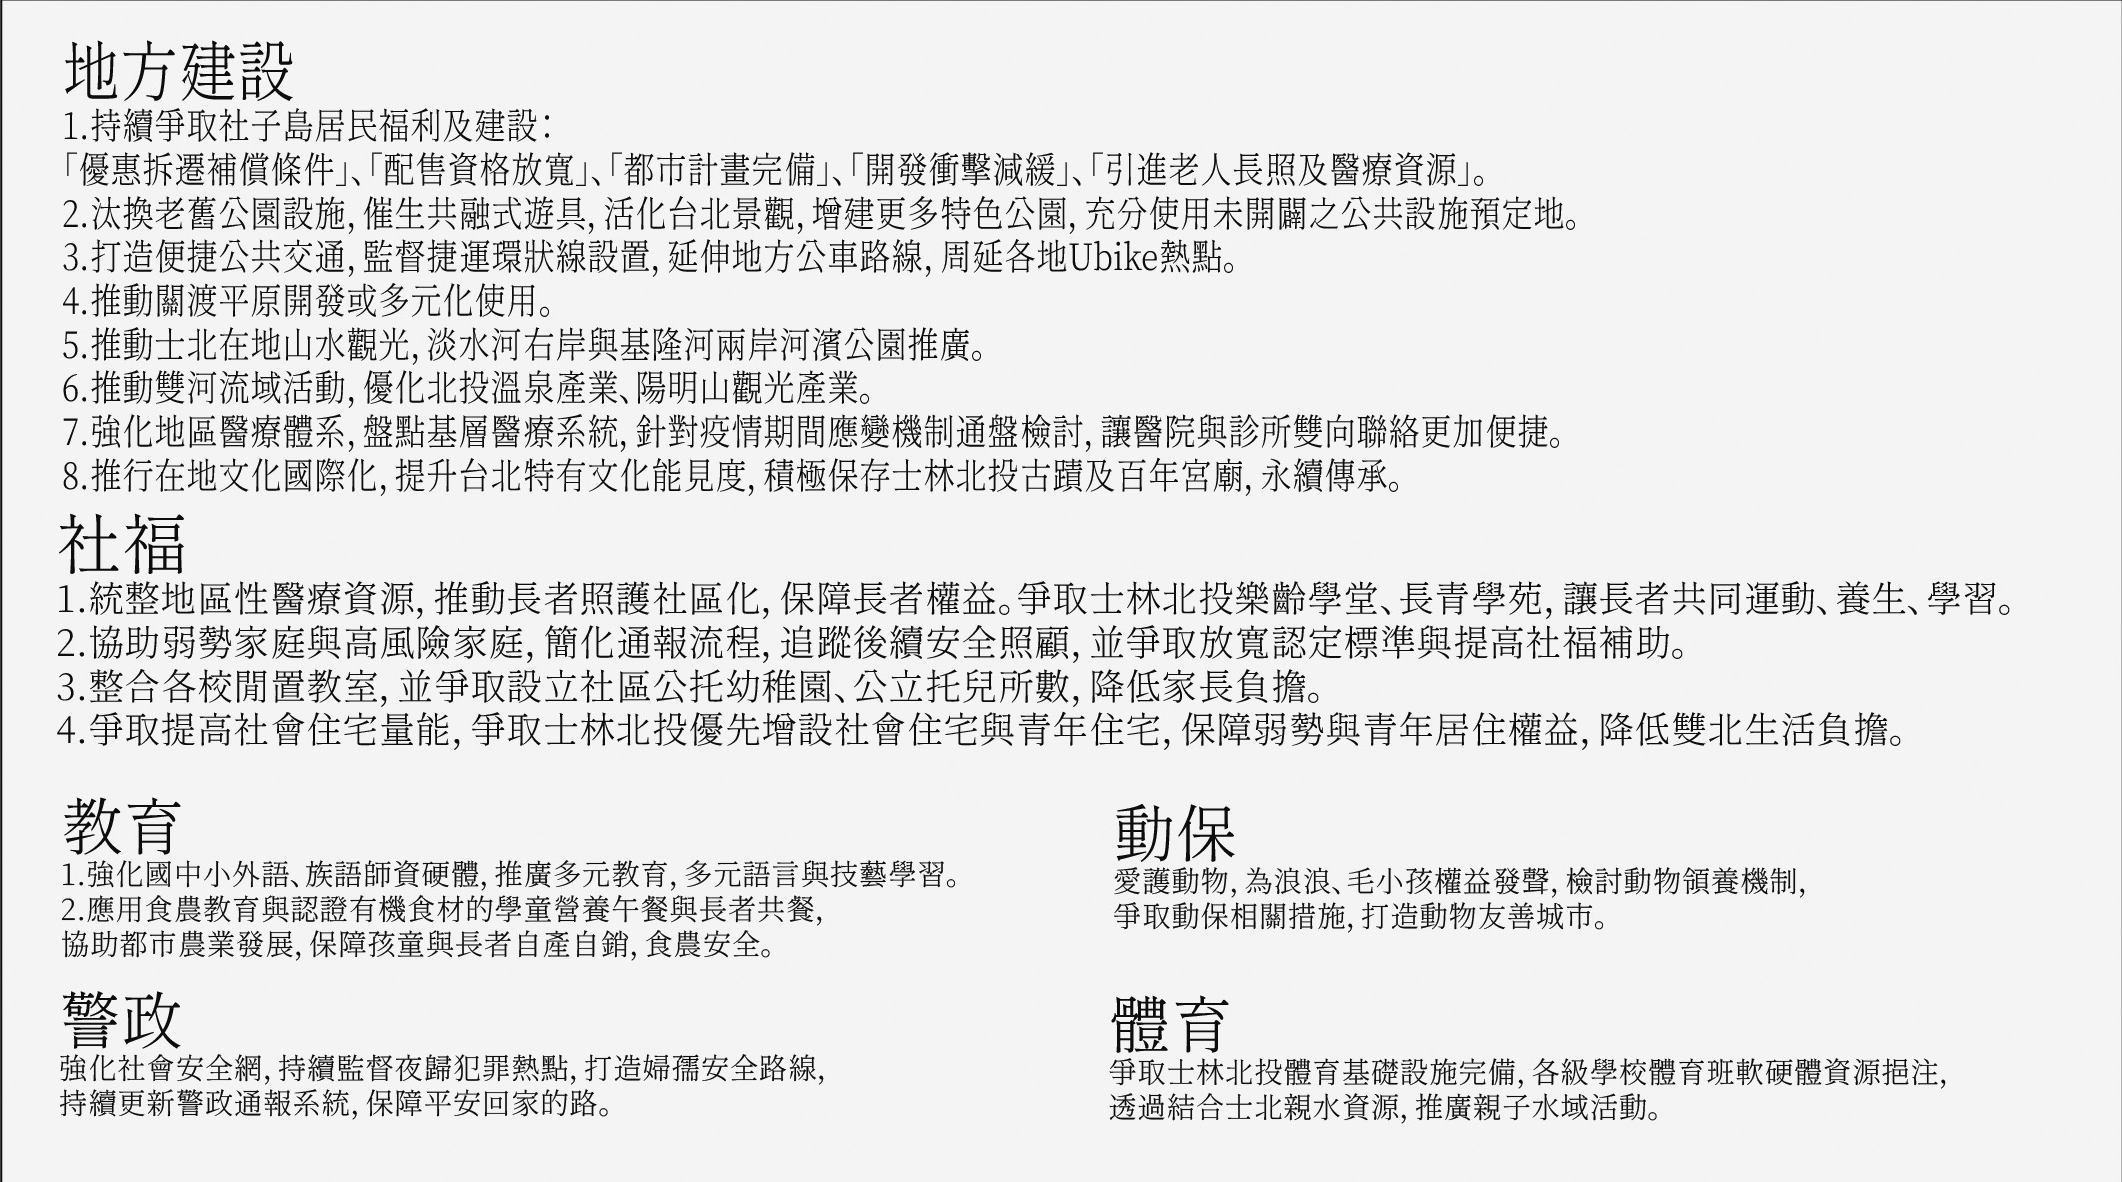 地方建設
1.持續爭取社子島居民福利及建設：
「優惠拆遷補償條件」、「配售資格放寬」、「都市計畫完備」、「開發衝擊減緩」、「引進老人長照及醫療資源」。
2.汰換老舊公園設施, 催生共融式遊具, 活化台北景觀, 增建更多特色公園, 充分使用未開闢之公共設施預定地。
3.打造便捷公共交通, 監督捷運環狀線設置, 延伸地方公車路線, 周延各地Ubike熱點。
4.推動關渡平原開發或多元化使用。
5.推動士北在地山水觀光, 淡水河右岸與基隆河兩岸河濱公園推廣。
6.推動雙河流域活動, 優化北投溫泉產業、陽明山觀光產業。
7.強化地區醫療體系, 盤點基層醫療系統, 針對疫情期間應變機制通盤檢討, 讓醫院與診所雙向聯絡更加便捷。
8.推行在地文化國際化, 提升台北特有文化能見度, 積極保存士林北投古蹟及百年宮廟, 永續傳承。
社福
1.統整地區性醫療資源, 推動長者照護社區化, 保障長者權益。爭取士林北投樂齡學堂、長青學苑, 讓長者共同運動、養生、學習。
2.協助弱勢家庭與高風險家庭, 簡化通報流程, 追蹤後續安全照顧, 並爭取放寬認定標準與提高社福補助。
3.整合各校閒置教室, 並爭取設立社區公托幼稚園、公立托兒所數, 降低家長負擔。
4.爭取提高社會住宅量能, 爭取士林北投優先增設社會住宅與青年住宅, 保障弱勢與青年居住權益, 降低雙北生活負擔。
教育
1.強化國中小外語、族語師資硬體, 推廣多元教育, 多元語言與技藝學習。
2.應用食農教育與認證有機食材的學童營養午餐與長者共餐,
協助都市農業發展, 保障孩童與長者自產自銷, 食農安全。
動保
愛護動物, 為浪浪、毛小孩權益發聲, 檢討動物領養機制,
爭取動保相關措施, 打造動物友善城市。
警政
強化社會安全網, 持續監督夜歸犯罪熱點, 打造婦孺安全路線,
持續更新警政通報系統, 保障平安回家的路。
體育
爭取士林北投體育基礎設施完備, 各級學校體育班軟硬體資源挹注,
透過結合士北親水資源, 推廣親子水域活動。